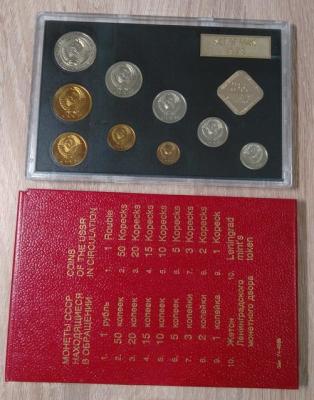 МОНЕТЫ СССР
НАХОДЯЩИЕСЯ
В ОБРАЩЕНИИ
COINS
OF THE USSR
IN CIRCULATION
1. 1 рубль
2. 50 копеек
3. 20 копеек
4. 15 копеек
5. 10 копеек
6. 5 копеек
7. 3 копейки
8. 2 копейки
9. 1 копейка
10. Жетон
Ленинградского
монетного двора
1. 1 Rouble
2. 50 Kopecks
3. 20 Kopecks
4. 15 Kopecks
5. 10 Kopecks
6. 5 Kopecks
7. 3 Kopecks
8. 2 Kopecks
9. 1 Kopeck
10. Leningrad
mint's
token